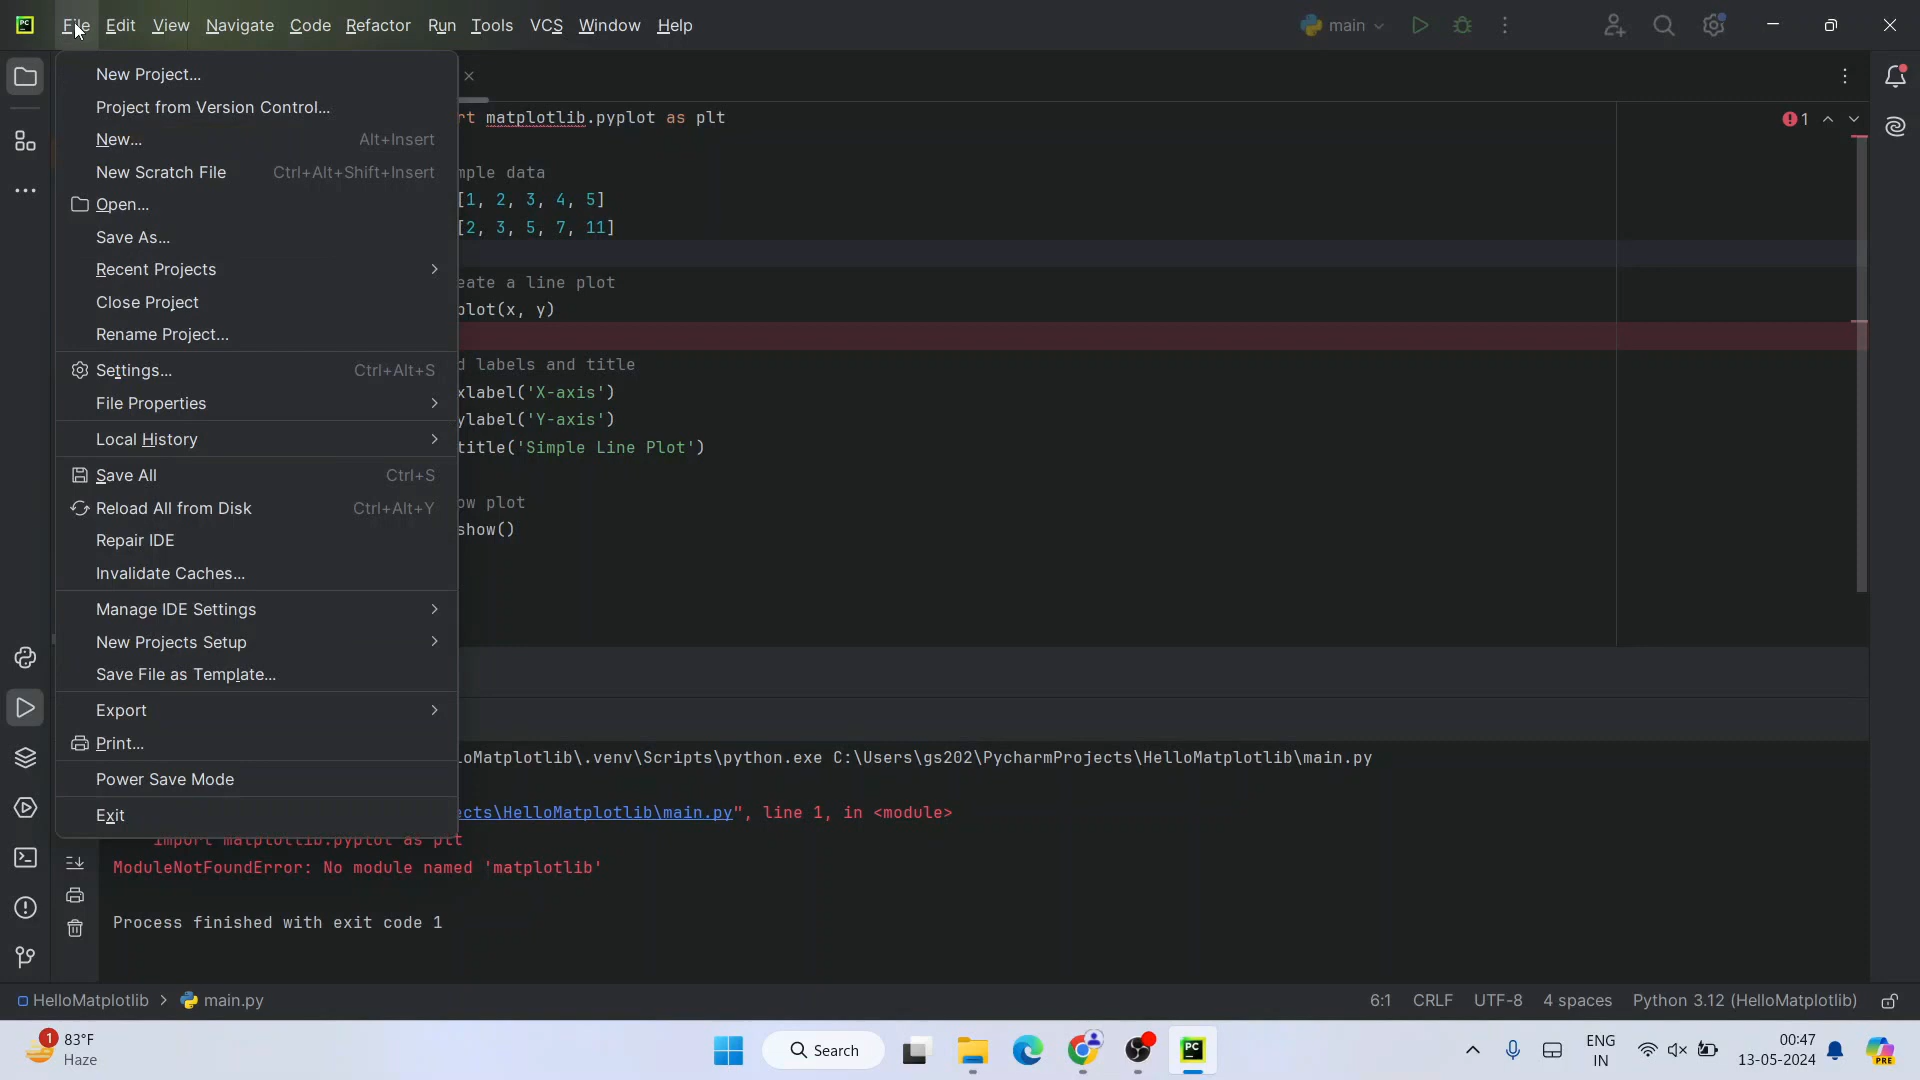 PC
File Edit View Navigate Code Refactor Run Tools VCS Window Help
main
New Project...
Project from Version Control...
New... Alt+Insert
New Scratch File Ctrl+Alt+Shift+Insert
Open...
Save As...
Recent Projects
Close Project
Rename Project...
Settings... Ctrl+Alt+S
File Properties
Local History
Save All Ctrl+S
Reload All from Disk Ctrl+Alt+Y
Repair IDE
Invalidate Caches...
Manage IDE Settings
New Projects Setup
Save File as Template...
Export
Print...
Power Save Mode
Exit
rt matplotlib.pyplot as plt
1
mple data
[1, 2, 3, 4, 5]
[2, 3, 5, 7, 11]
eate a line plot
plot(x, y)
d labels and title
xlabel('X-axis')
ylabel('Y-axis')
title('Simple Line Plot')
ow plot
show()
loMatplotlib\.venv\Scripts\python.exe C:\Users\gs202\PycharmProjects\HelloMatplotlib\main.py
ects\HelloMatplotlib\main.py", line 1, in <module>
import matplotlib.pyplot as plt
ModuleNotFoundError: No module named 'matplotlib'
Process finished with exit code 1
HelloMatplotlib > main.py
6:1 CRLF UTF-8 4 spaces Python 3.12 (HelloMatplotlib)
1
83°F
Haze
Search
PC
ENG
IN
00:47
13-05-2024
PRE